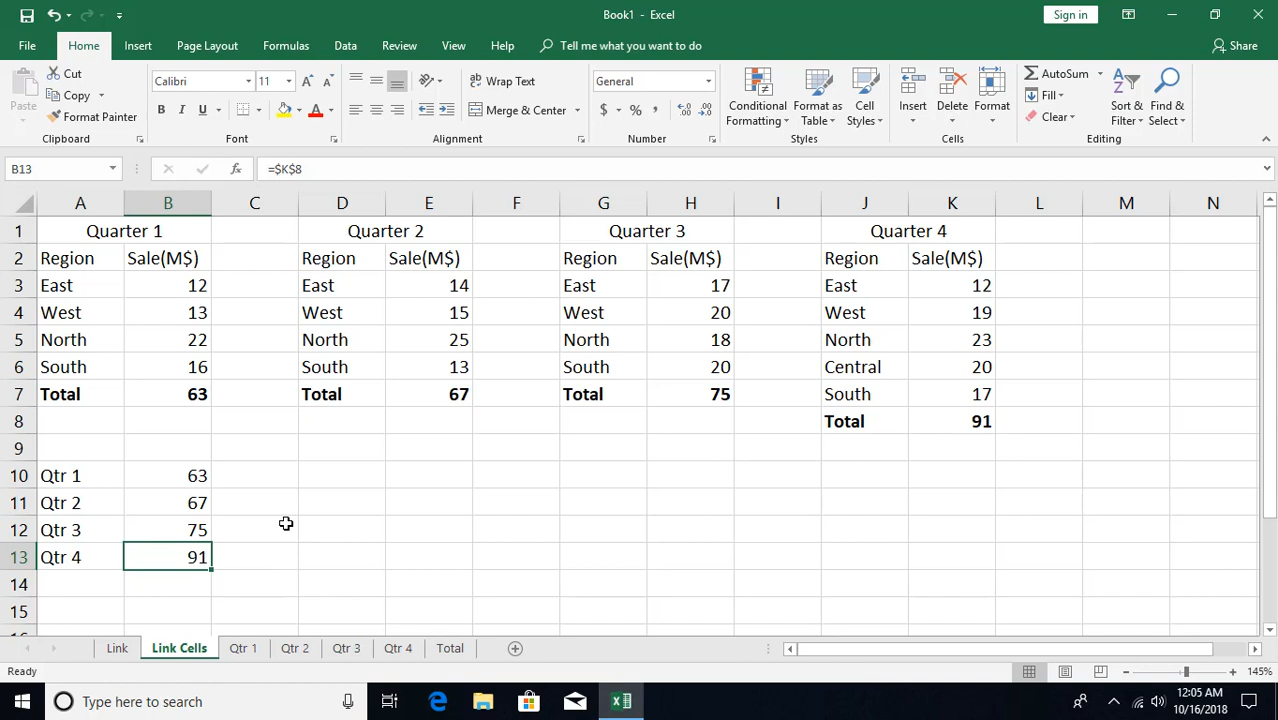 Book1 - Excel
Sign in
File Home Insert Page Layout Formulas Data Review View Help Tell me what you want to do Share
Paste Cut Copy Format Painter Clipboard
Calibri 11 B I U A Font
Wrap Text Merge & Center Alignment
General $ % , Number
Conditional Formatting Format as Table Cell Styles Styles
Insert Delete Format Cells
AutoSum Fill Clear Sort & Filter Find & Select Editing
B13 fx =$K$8
A B C D E F G H I J K L M N
1 Quarter 1 Quarter 2 Quarter 3 Quarter 4
2 Region Sale(M$) Region Sale(M$) Region Sale(M$) Region Sale(M$)
3 East 12 East 14 East 17 East 12
4 West 13 West 15 West 20 West 19
5 North 22 North 25 North 18 North 23
6 South 16 South 13 South 20 Central 20
7 Total 63 Total 67 Total 75 South 17
8 Total 91
9
10 Qtr 1 63
11 Qtr 2 67
12 Qtr 3 75
13 Qtr 4 91
14
15
Link Link Cells Qtr 1 Qtr 2 Qtr 3 Qtr 4 Total
Ready 145%
Type here to search 12:05 AM
10/16/2018